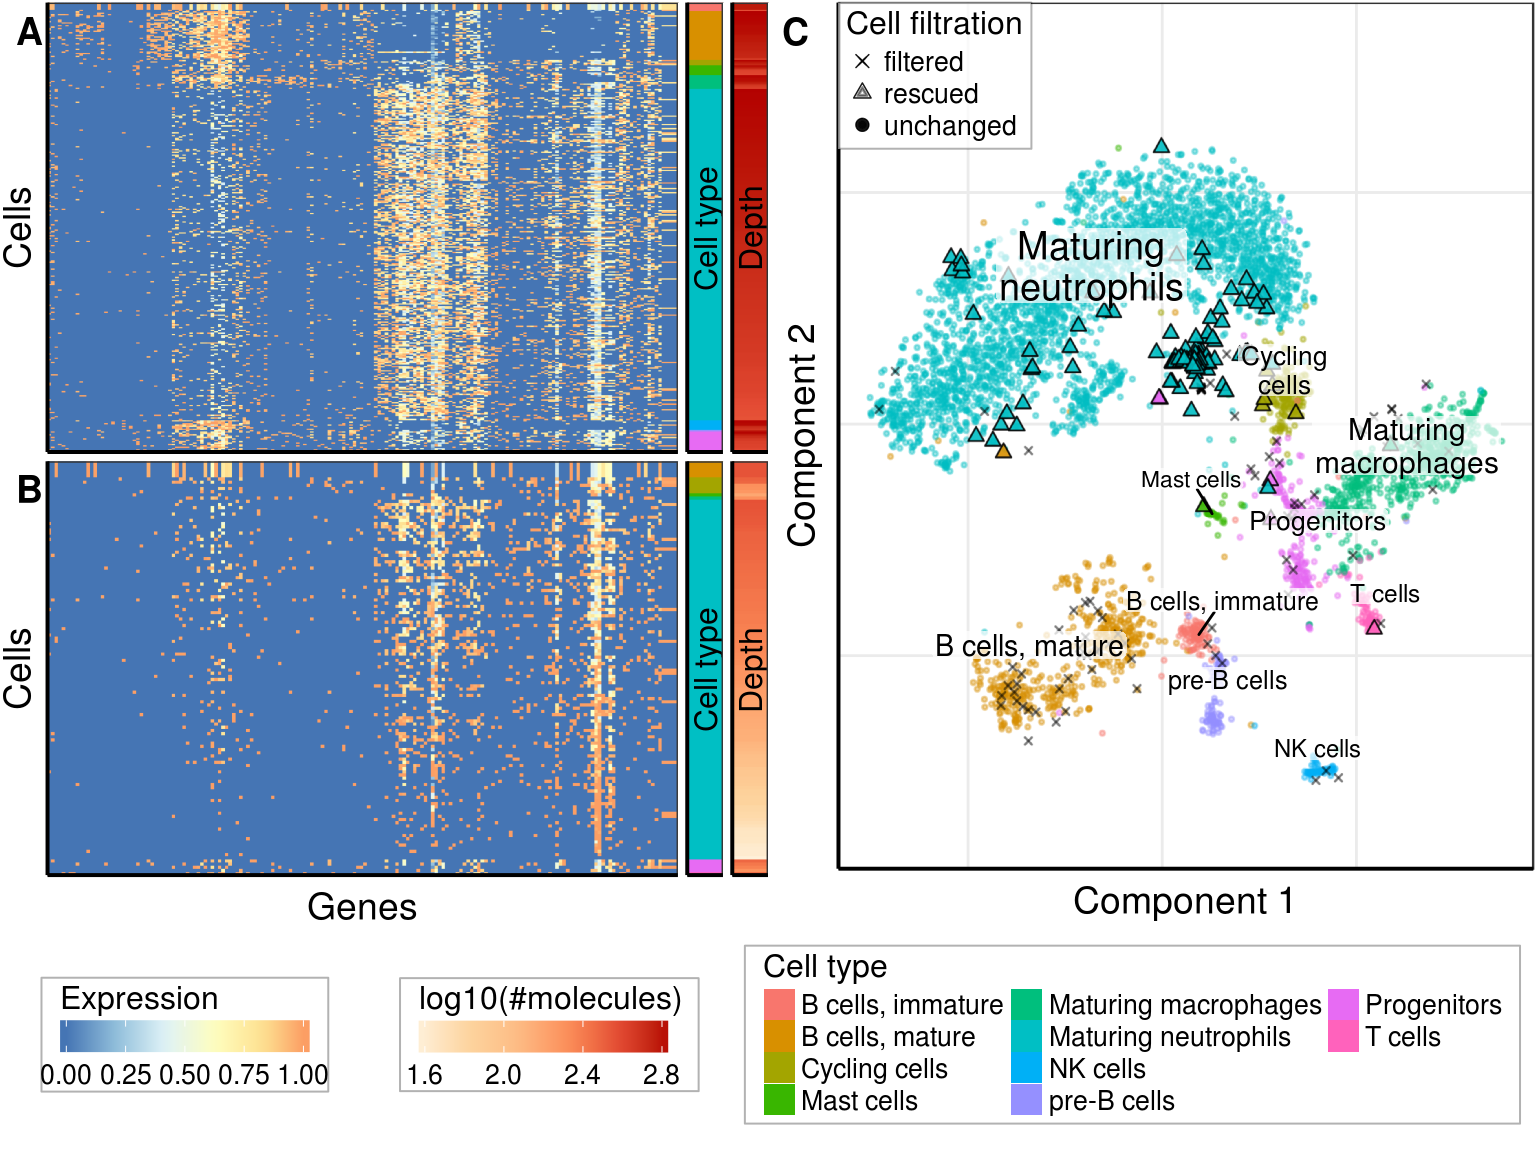 A
Cells
Cell type
Depth
B
Cells
Cell type
Depth
Genes
C
Cell filtration
filtered
rescued
unchanged
Maturing
neutrophils
Cycling
cells
Maturing
macrophages
Mast cells
Progenitors
T cells
B cells, immature
B cells, mature
pre-B cells
NK cells
Component 2
Component 1
Expression
0.00 0.25 0.50 0.75 1.00
log10(#molecules)
1.6 2.0 2.4 2.8
Cell type
B cells, immature
B cells, mature
Cycling cells
Mast cells
Maturing macrophages
Maturing neutrophils
NK cells
pre-B cells
Progenitors
T cells